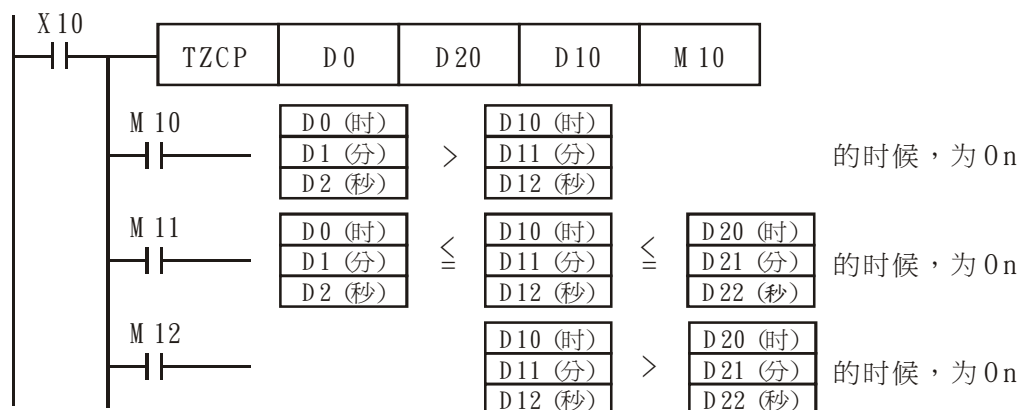 X10
TZCP D0 D20 D10 M10
M10
D0 (时) D10 (时)
D1 (分) > D11 (分) 的时候，为On
D2 (秒) D12 (秒)
M11
D0 (时) D10 (时) D20 (时)
D1 (分) ≦ D11 (分) ≦ D21 (分) 的时候，为On
D2 (秒) D12 (秒) D22 (秒)
M12
D10 (时) D20 (时)
D11 (分) > D21 (分) 的时候，为On
D12 (秒) D22 (秒)